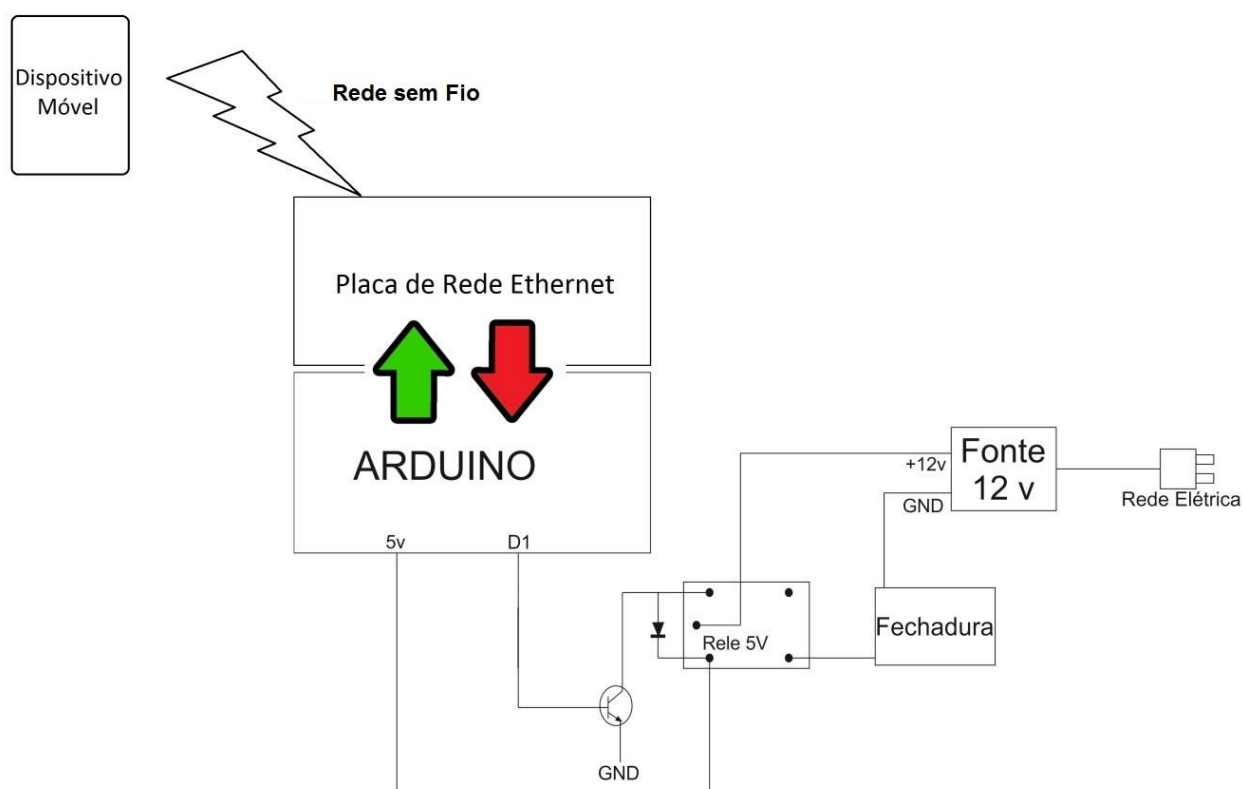 Dispositivo
Móvel
Rede sem Fio
Placa de Rede Ethernet
ARDUINO
5v
D1
+12v
GND
Fonte
12 v
Rede Elétrica
Rele 5V
Fechadura
GND